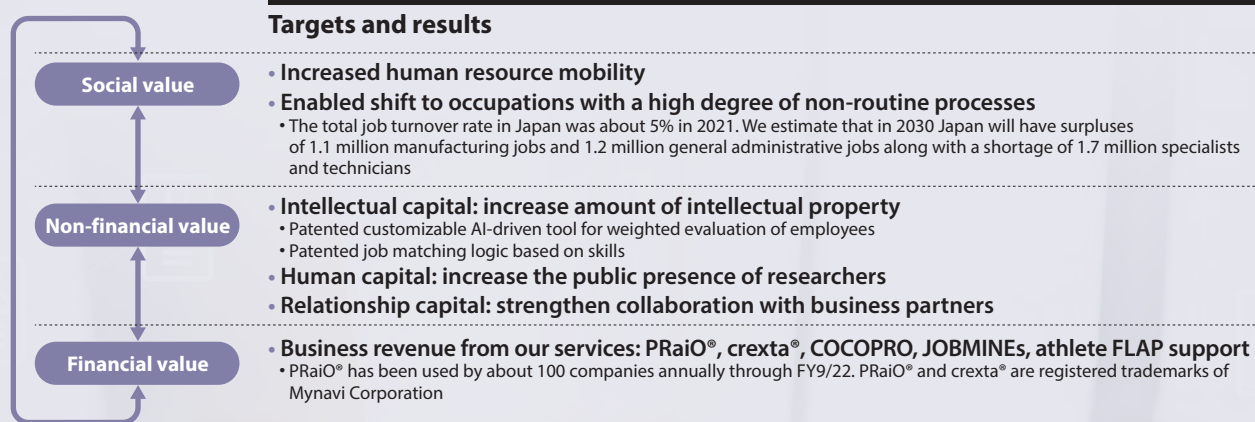 Targets and results
Social value
• Increased human resource mobility
• Enabled shift to occupations with a high degree of non-routine processes
• The total job turnover rate in Japan was about 5% in 2021. We estimate that in 2030 Japan will have surpluses
of 1.1 million manufacturing jobs and 1.2 million general administrative jobs along with a shortage of 1.7 million specialists
and technicians
Non-financial value
• Intellectual capital: increase amount of intellectual property
• Patented customizable AI-driven tool for weighted evaluation of employees
• Patented job matching logic based on skills
• Human capital: increase the public presence of researchers
• Relationship capital: strengthen collaboration with business partners
Financial value
• Business revenue from our services: PRaiO®, crexta®, COCOPRO, JOBMINEs, athlete FLAP support
• PRaiO® has been used by about 100 companies annually through FY9/22. PRaiO® and crexta® are registered trademarks of
Mynavi Corporation